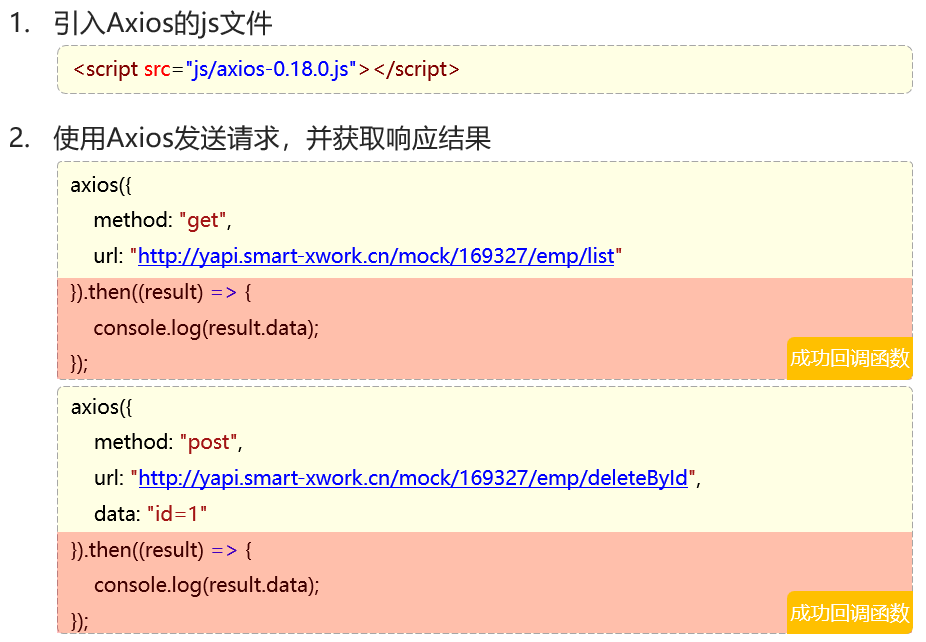 1. 引入Axios的js文件
<script src="js/axios-0.18.0.js"></script>
2. 使用Axios发送请求，并获取响应结果
axios({
method: "get",
url: "http://yapi.smart-xwork.cn/mock/169327/emp/list"
}).then((result) => {
console.log(result.data);
});
成功回调函数
axios({
method: "post",
url: "http://yapi.smart-xwork.cn/mock/169327/emp/deleteById",
data: "id=1"
}).then((result) => {
console.log(result.data);
});
成功回调函数